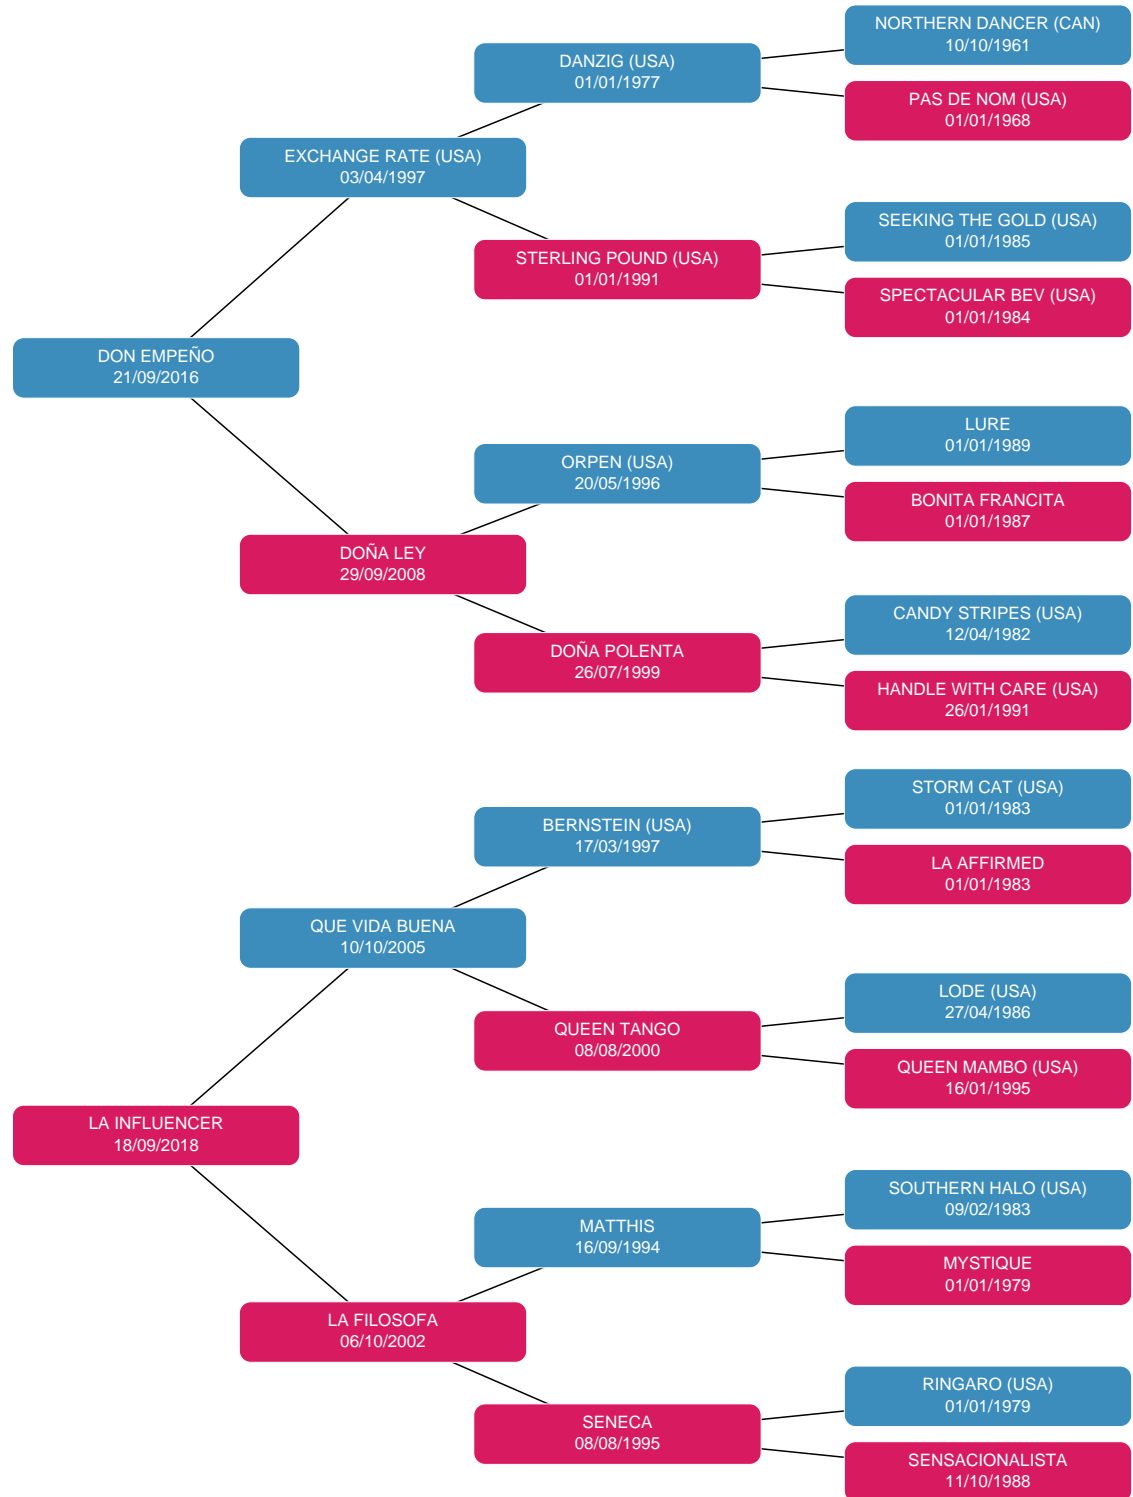 NORTHERN DANCER (CAN)
10/10/1961
DANZIG (USA)
01/01/1977
PAS DE NOM (USA)
01/01/1968
EXCHANGE RATE (USA)
03/04/1997
SEEKING THE GOLD (USA)
01/01/1985
STERLING POUND (USA)
01/01/1991
SPECTACULAR BEV (USA)
01/01/1984
DON EMPEÑO
21/09/2016
LURE
01/01/1989
ORPEN (USA)
20/05/1996
BONITA FRANCITA
01/01/1987
DOÑA LEY
29/09/2008
CANDY STRIPES (USA)
12/04/1982
DOÑA POLENTA
26/07/1999
HANDLE WITH CARE (USA)
26/01/1991
STORM CAT (USA)
01/01/1983
BERNSTEIN (USA)
17/03/1997
LA AFFIRMED
01/01/1983
QUE VIDA BUENA
10/10/2005
LODE (USA)
27/04/1986
QUEEN TANGO
08/08/2000
QUEEN MAMBO (USA)
16/01/1995
LA INFLUENCER
18/09/2018
SOUTHERN HALO (USA)
09/02/1983
MATTHIS
16/09/1994
MYSTIQUE
01/01/1979
LA FILOSOFA
06/10/2002
RINGARO (USA)
01/01/1979
SENECA
08/08/1995
SENSACIONALISTA
11/10/1988